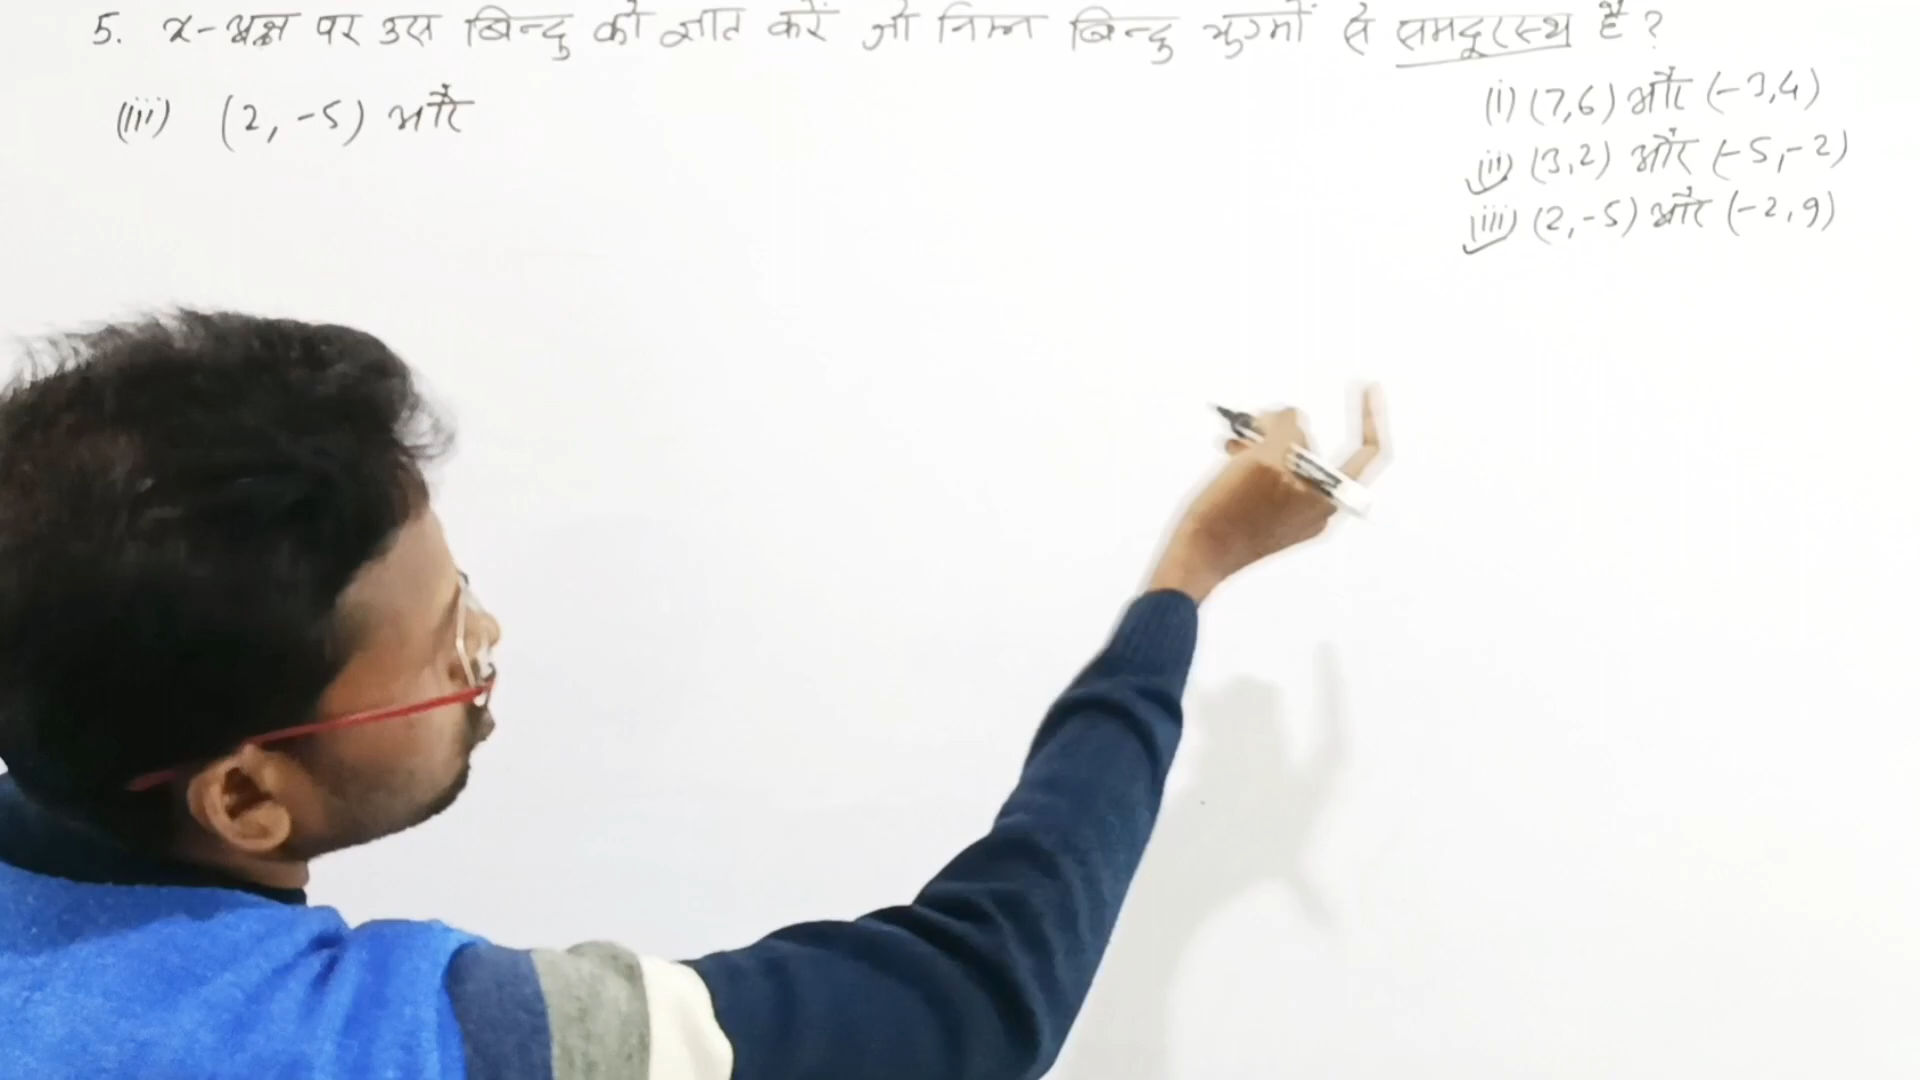 5. x-अक्ष पर उस बिन्दु को ज्ञात करें जो निम्न बिन्दु युग्मों से समदूरस्थ है ?
(iii) (2, -5) और
(i) (7,6) और (-3,4)
(ii) (3,2) और (-5,-2)
(iii) (2,-5) और (-2,9)